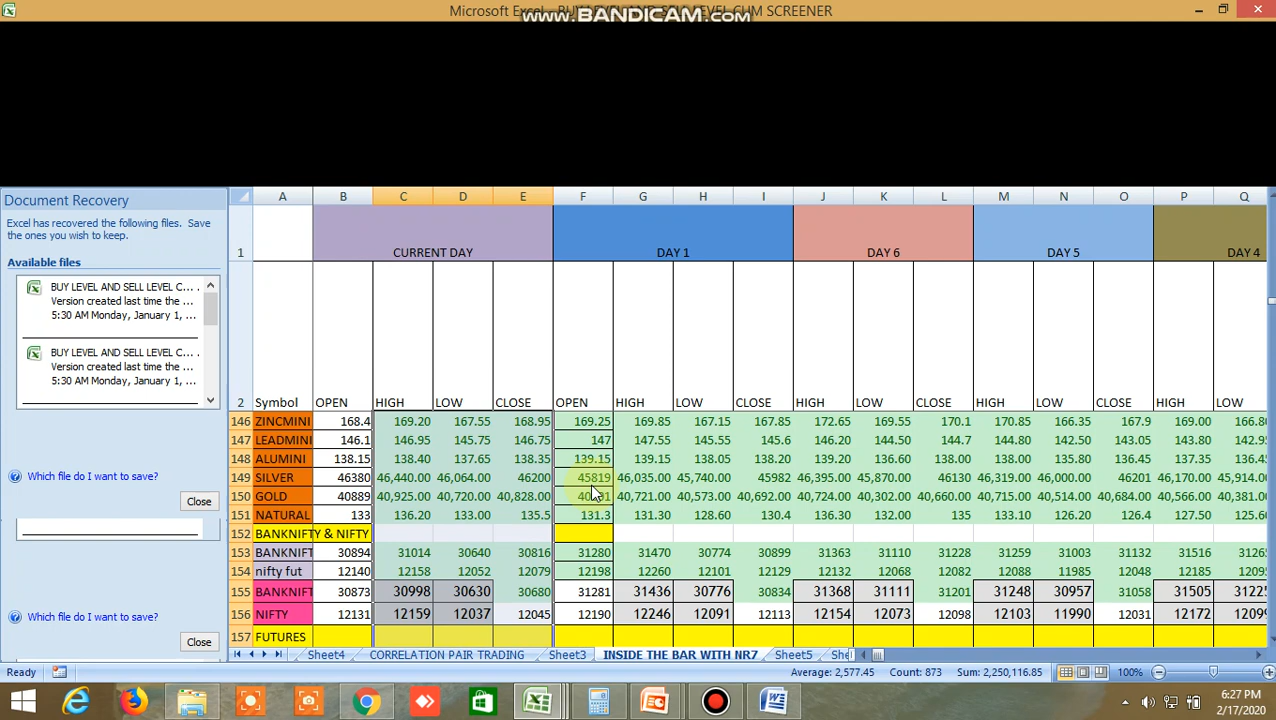 Microsoft Excel - BUY LEVEL AND SELL LEVEL CUM SCREENER
www.BANDICAM.com
Document Recovery
Excel has recovered the following files. Save
the ones you wish to keep.
Available files
BUY LEVEL AND SELL LEVEL C...
Version created last time the ...
5:30 AM Monday, January 1, ...
BUY LEVEL AND SELL LEVEL C...
Version created last time the ...
5:30 AM Monday, January 1, ...
Which file do I want to save?
Close
Which file do I want to save?
Close
A B C D E F G H I J K L M N O P Q
1 CURRENT DAY DAY 1 DAY 6 DAY 5 DAY 4
2 Symbol OPEN HIGH LOW CLOSE OPEN HIGH LOW CLOSE HIGH LOW CLOSE HIGH LOW CLOSE HIGH LOW
146 ZINCMINI 168.4 169.20 167.55 168.95 169.25 169.85 167.15 167.85 172.65 169.55 170.1 170.85 166.35 168.35 169.00 166.8
147 LEADMINI 146.1 146.95 145.75 146.75 147 147.55 145.55 145.6 146.20 144.50 144.7 144.80 142.50 143.05 143.80 142.9
148 ALUMINI 138.15 138.40 137.65 138.35 139.15 139.15 138.05 138.20 139.20 136.60 138.00 138.00 135.80 136.45 137.35 136.4
149 SILVER 46380 46,440.00 46,064.00 46200 45819 46,035.00 45,740.00 45982 46,395.00 45,870.00 46130 46,319.00 46,000.00 46201 46,170.00 45,914.0
150 GOLD 40889 40,925.00 40,720.00 40,828.00 40,721.00 40,573.00 40,692.00 40,724.00 40,302.00 40,660.00 40,715.00 40,514.00 40,684.00 40,566.00 40,381.0
151 NATURAL 133 136.20 133.00 135.5 131.3 131.30 128.60 130.4 136.30 132.00 135 133.10 126.20 126.4 127.50 125.6
152 BANKNIFTY & NIFTY
153 BANKNIFT 30894 31014 30640 30816 31280 31470 30774 30899 31363 31110 31228 31259 31003 31132 31516 3126
154 nifty fut 12140 12158 12052 12079 12198 12260 12101 12129 12132 12068 12082 12088 11985 12048 12185 1209
155 BANKNIFT 30873 30998 30630 30680 31281 31436 30776 30834 31368 31111 31201 31248 30957 31058 31505 3122
156 NIFTY 12131 12159 12037 12045 12190 12246 12091 12113 12154 12073 12098 12103 11990 12031 12172 1209
157 FUTURES
Sheet4 CORRELATION PAIR TRADING Sheet3 INSIDE THE BAR WITH NR7 Sheet5 She
Ready Average: 2,577.45 Count: 873 Sum: 2,250,116.85 100%
6:27 PM
2/17/2020